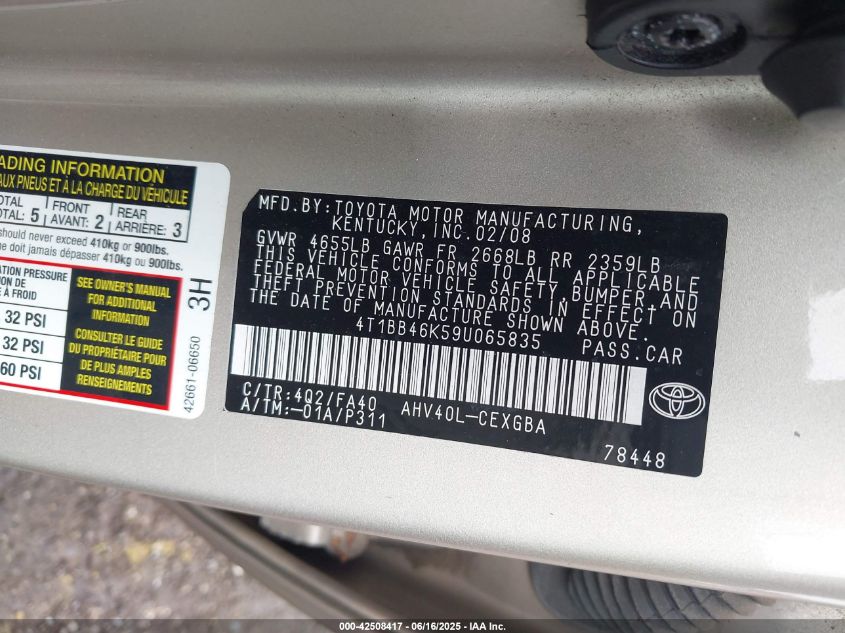 ADING INFORMATION
AUX PNEUS ET À LA CHARGE DU VÉHICULE
OTAL FRONT REAR
OTAL: 5 AVANT: 2 ARRIÈRE: 3
should never exceed 410kg or 900lbs.
ne doit jamais dépasser 410kg or 900lbs.
ATION PRESSURE
ON DE
À FROID
32 PSI
32 PSI
60 PSI
SEE OWNER'S MANUAL
FOR ADDITIONAL
INFORMATION
CONSULTER LE GUIDE
DU PROPRIÉTAIRE POUR
PLUS AMPLES
RENSEIGNEMENTS
3H
42661-06650
MFD.BY:TOYOTA MOTOR MANUFACTURING,
KENTUCKY, INC.02/08
GVWR 4655LB GAWR FR 2668LB RR 2359LB
THIS VEHICLE CONFORMS TO ALL APPLICABLE
FEDERAL MOTOR VEHICLE SAFETY,BUMPER,AND
THEFT PREVENTION STANDARDS IN EFFECT ON
THE DATE OF MANUFACTURE SHOWN ABOVE.
4T1BB46K59U065835 PASS.CAR
C/TR:4Q2/FA40
A/TM:-01A/P311 AHV40L-CEXGBA
TOYOTA
78448
000-42508417 - 06/16/2025 - IAA Inc.